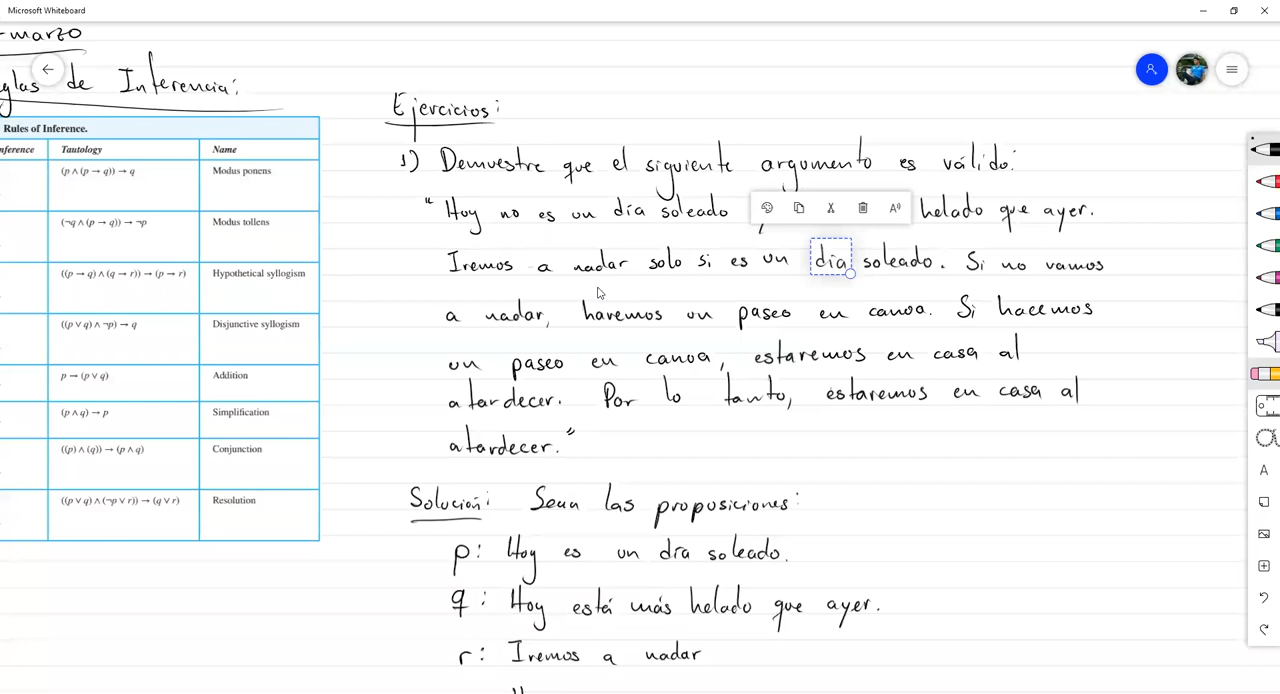 Microsoft Whiteboard
marzo
glas de Inferencia:
Rules of Inference.
nference Tautology Name
(p ∧ (p → q)) → q Modus ponens
(¬q ∧ (p → q)) → ¬p Modus tollens
((p → q) ∧ (q → r)) → (p → r) Hypothetical syllogism
((p ∨ q) ∧ ¬p) → q Disjunctive syllogism
p → (p ∨ q) Addition
(p ∧ q) → p Simplification
((p) ∧ (q)) → (p ∧ q) Conjunction
((p ∨ q) ∧ (¬p ∨ r)) → (q ∨ r) Resolution
Ejercicios:
1) Demuestre que el siguiente argumento es válido:
"Hoy no es un día soleado helado que ayer.
Iremos a nadar solo si es un día soleado. Si no vamos
a nadar, haremos un paseo en canoa. Si hacemos
un paseo en canoa, estaremos en casa al
atardecer. Por lo tanto, estaremos en casa al
atardecer."
Solución: Sean las proposiciones:
p: Hoy es un día soleado.
q: Hoy está más helado que ayer.
r: Iremos a nadar